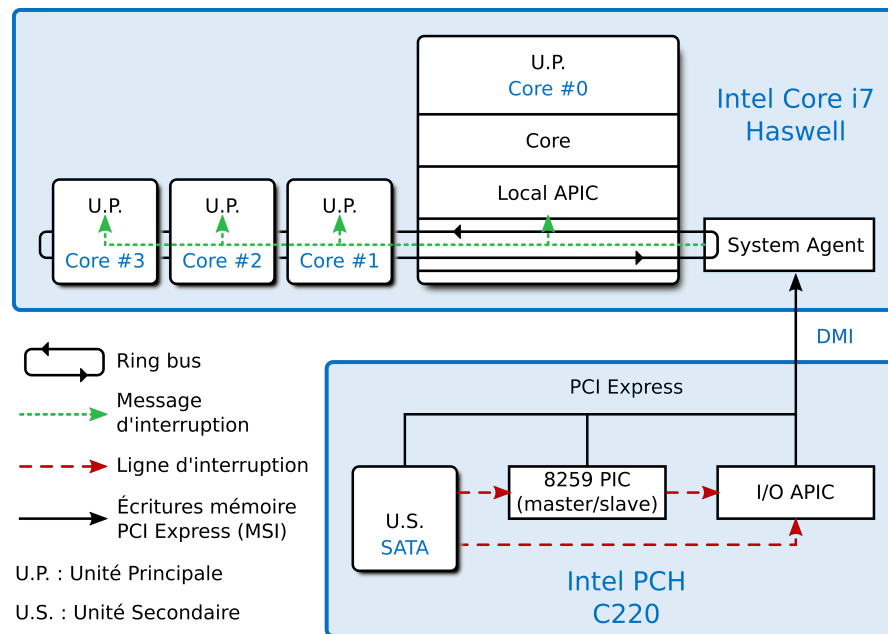 U.P.
Core #0
Core
Local APIC
Intel Core i7
Haswell
U.P.
Core #3
U.P.
Core #2
U.P.
Core #1
System Agent
DMI
Ring bus
Message
d'interruption
Ligne d'interruption
Écritures mémoire
PCI Express (MSI)
U.P. : Unité Principale
U.S. : Unité Secondaire
PCI Express
U.S.
SATA
8259 PIC
(master/slave)
I/O APIC
Intel PCH
C220